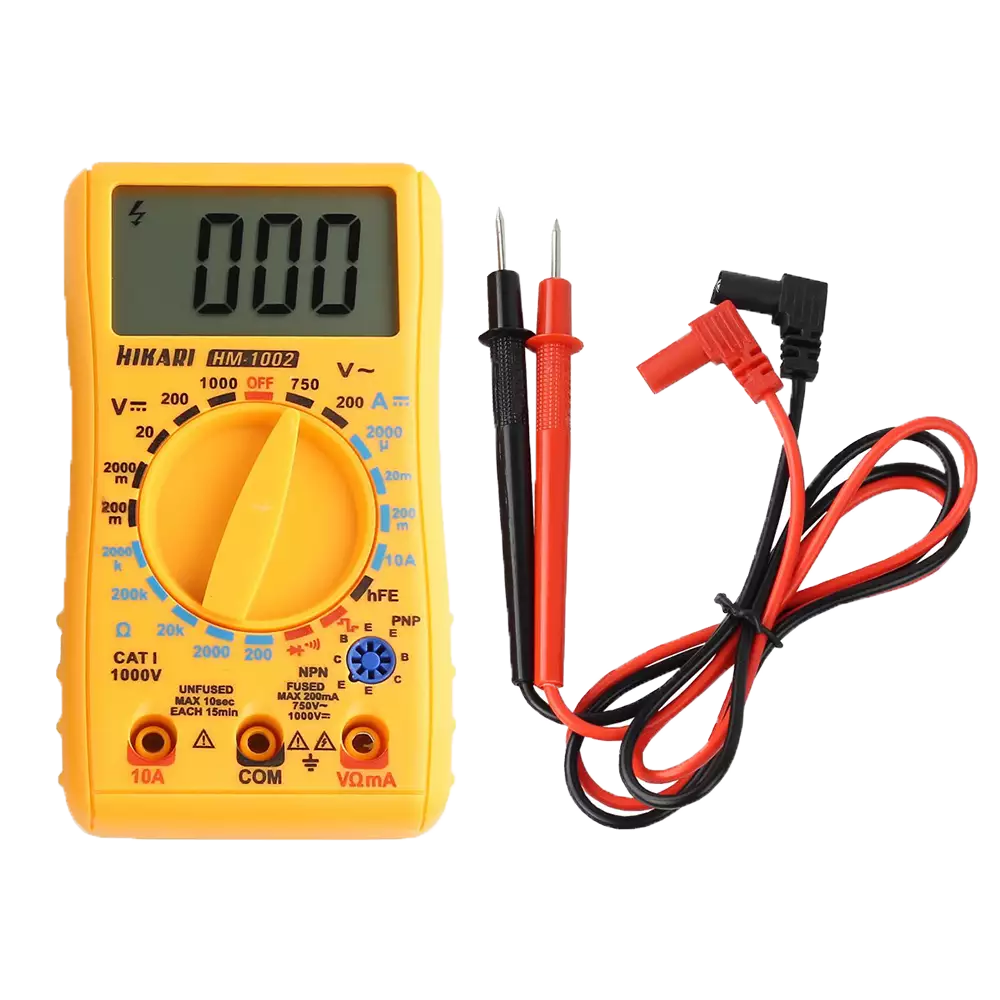 000
HIKARI HM-1002
V~
1000 OFF 750
V⎓ 200 200 A⎓
20 2000
µ
2000
m 20m
200
m 200
m
2000
k 10A
200k hFE
Ω 20k 2000 200
PNP
E E
B B
C C
E E
NPN
CAT I
1000V
UNFUSED
MAX 10sec
EACH 15min
FUSED
MAX 200mA
750V~
1000V⎓
10A COM VΩmA